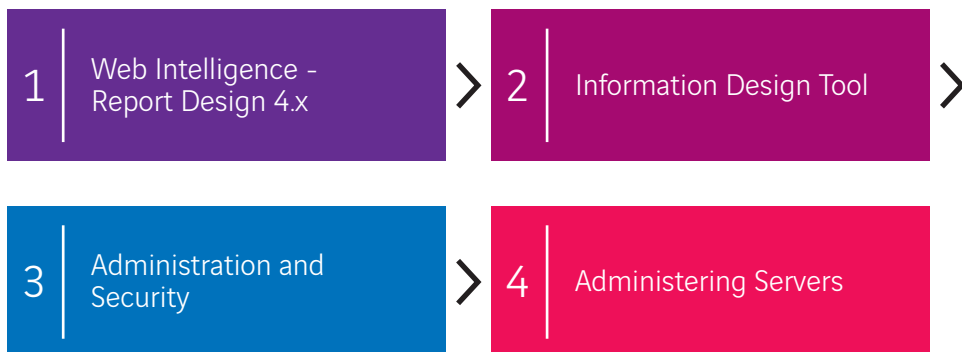 1
Web Intelligence -
Report Design 4.x
2
Information Design Tool
3
Administration and
Security
4
Administering Servers